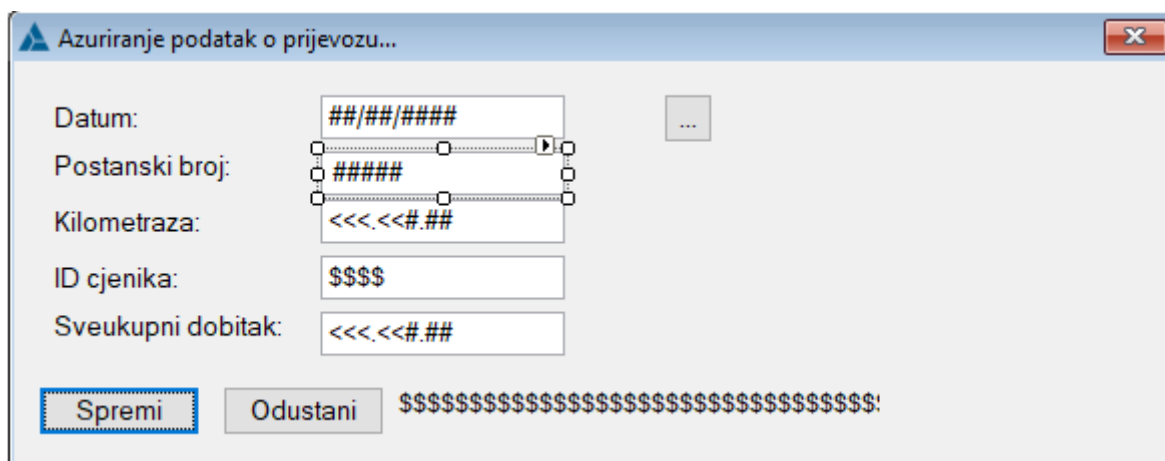 Azuriranje podatak o prijevozu...
Datum: ##/##/#### ...
Postanski broj: #####
Kilometraza: <<<.<<#.##
ID cjenika: $$$$
Sveukupni dobitak: <<<.<<#.##
Spremi Odustani $$$$$$$$$$$$$$$$$$$$$$$$$$$$$$$$$$